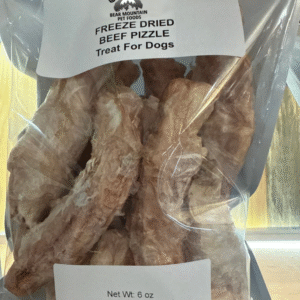 BEAR MOUNTAIN
PET FOODS
FREEZE DRIED
BEEF PIZZLE
Treat For Dogs
Net Wt: 6 oz